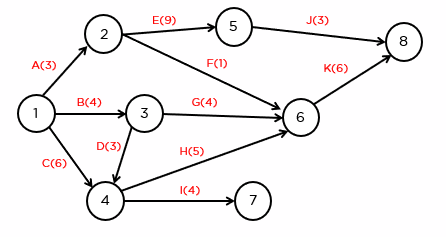 E(9)
J(3)
2
5
8
A(3)
F(1)
K(6)
B(4)
G(4)
1
3
6
D(3)
H(5)
C(6)
I(4)
4
7